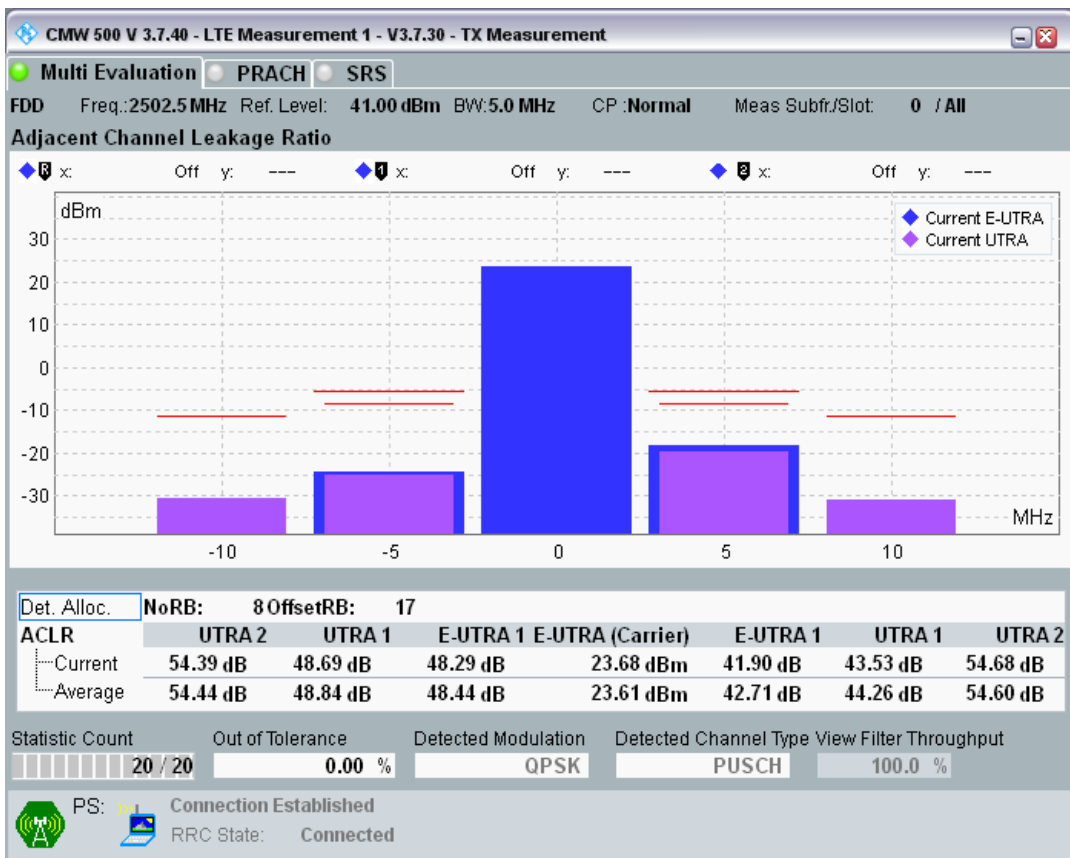 CMW 500 V 3.7.40 - LTE Measurement 1 - V3.7.30 - TX Measurement
Multi Evaluation PRACH SRS
FDD Freq.:2502.5 MHz Ref. Level: 41.00 dBm BW:5.0 MHz CP :Normal Meas Subfr./Slot: 0 / All
Adjacent Channel Leakage Ratio
R x: Off y: --- 1 x: Off y: --- 2 x: Off y: ---
dBm
Current E-UTRA
Current UTRA
30
20
10
0
-10
-20
-30
MHz
-10 -5 0 5 10
Det. Alloc. NoRB: 8 OffsetRB: 17
ACLR UTRA 2 UTRA 1 E-UTRA 1 E-UTRA (Carrier) E-UTRA 1 UTRA 1 UTRA 2
Current 54.39 dB 48.69 dB 48.29 dB 23.68 dBm 41.90 dB 43.53 dB 54.68 dB
Average 54.44 dB 48.84 dB 48.44 dB 23.61 dBm 42.71 dB 44.26 dB 54.60 dB
Statistic Count Out of Tolerance Detected Modulation Detected Channel Type View Filter Throughput
20 / 20 0.00 % QPSK PUSCH 100.0 %
PS: Connection Established
RRC State: Connected